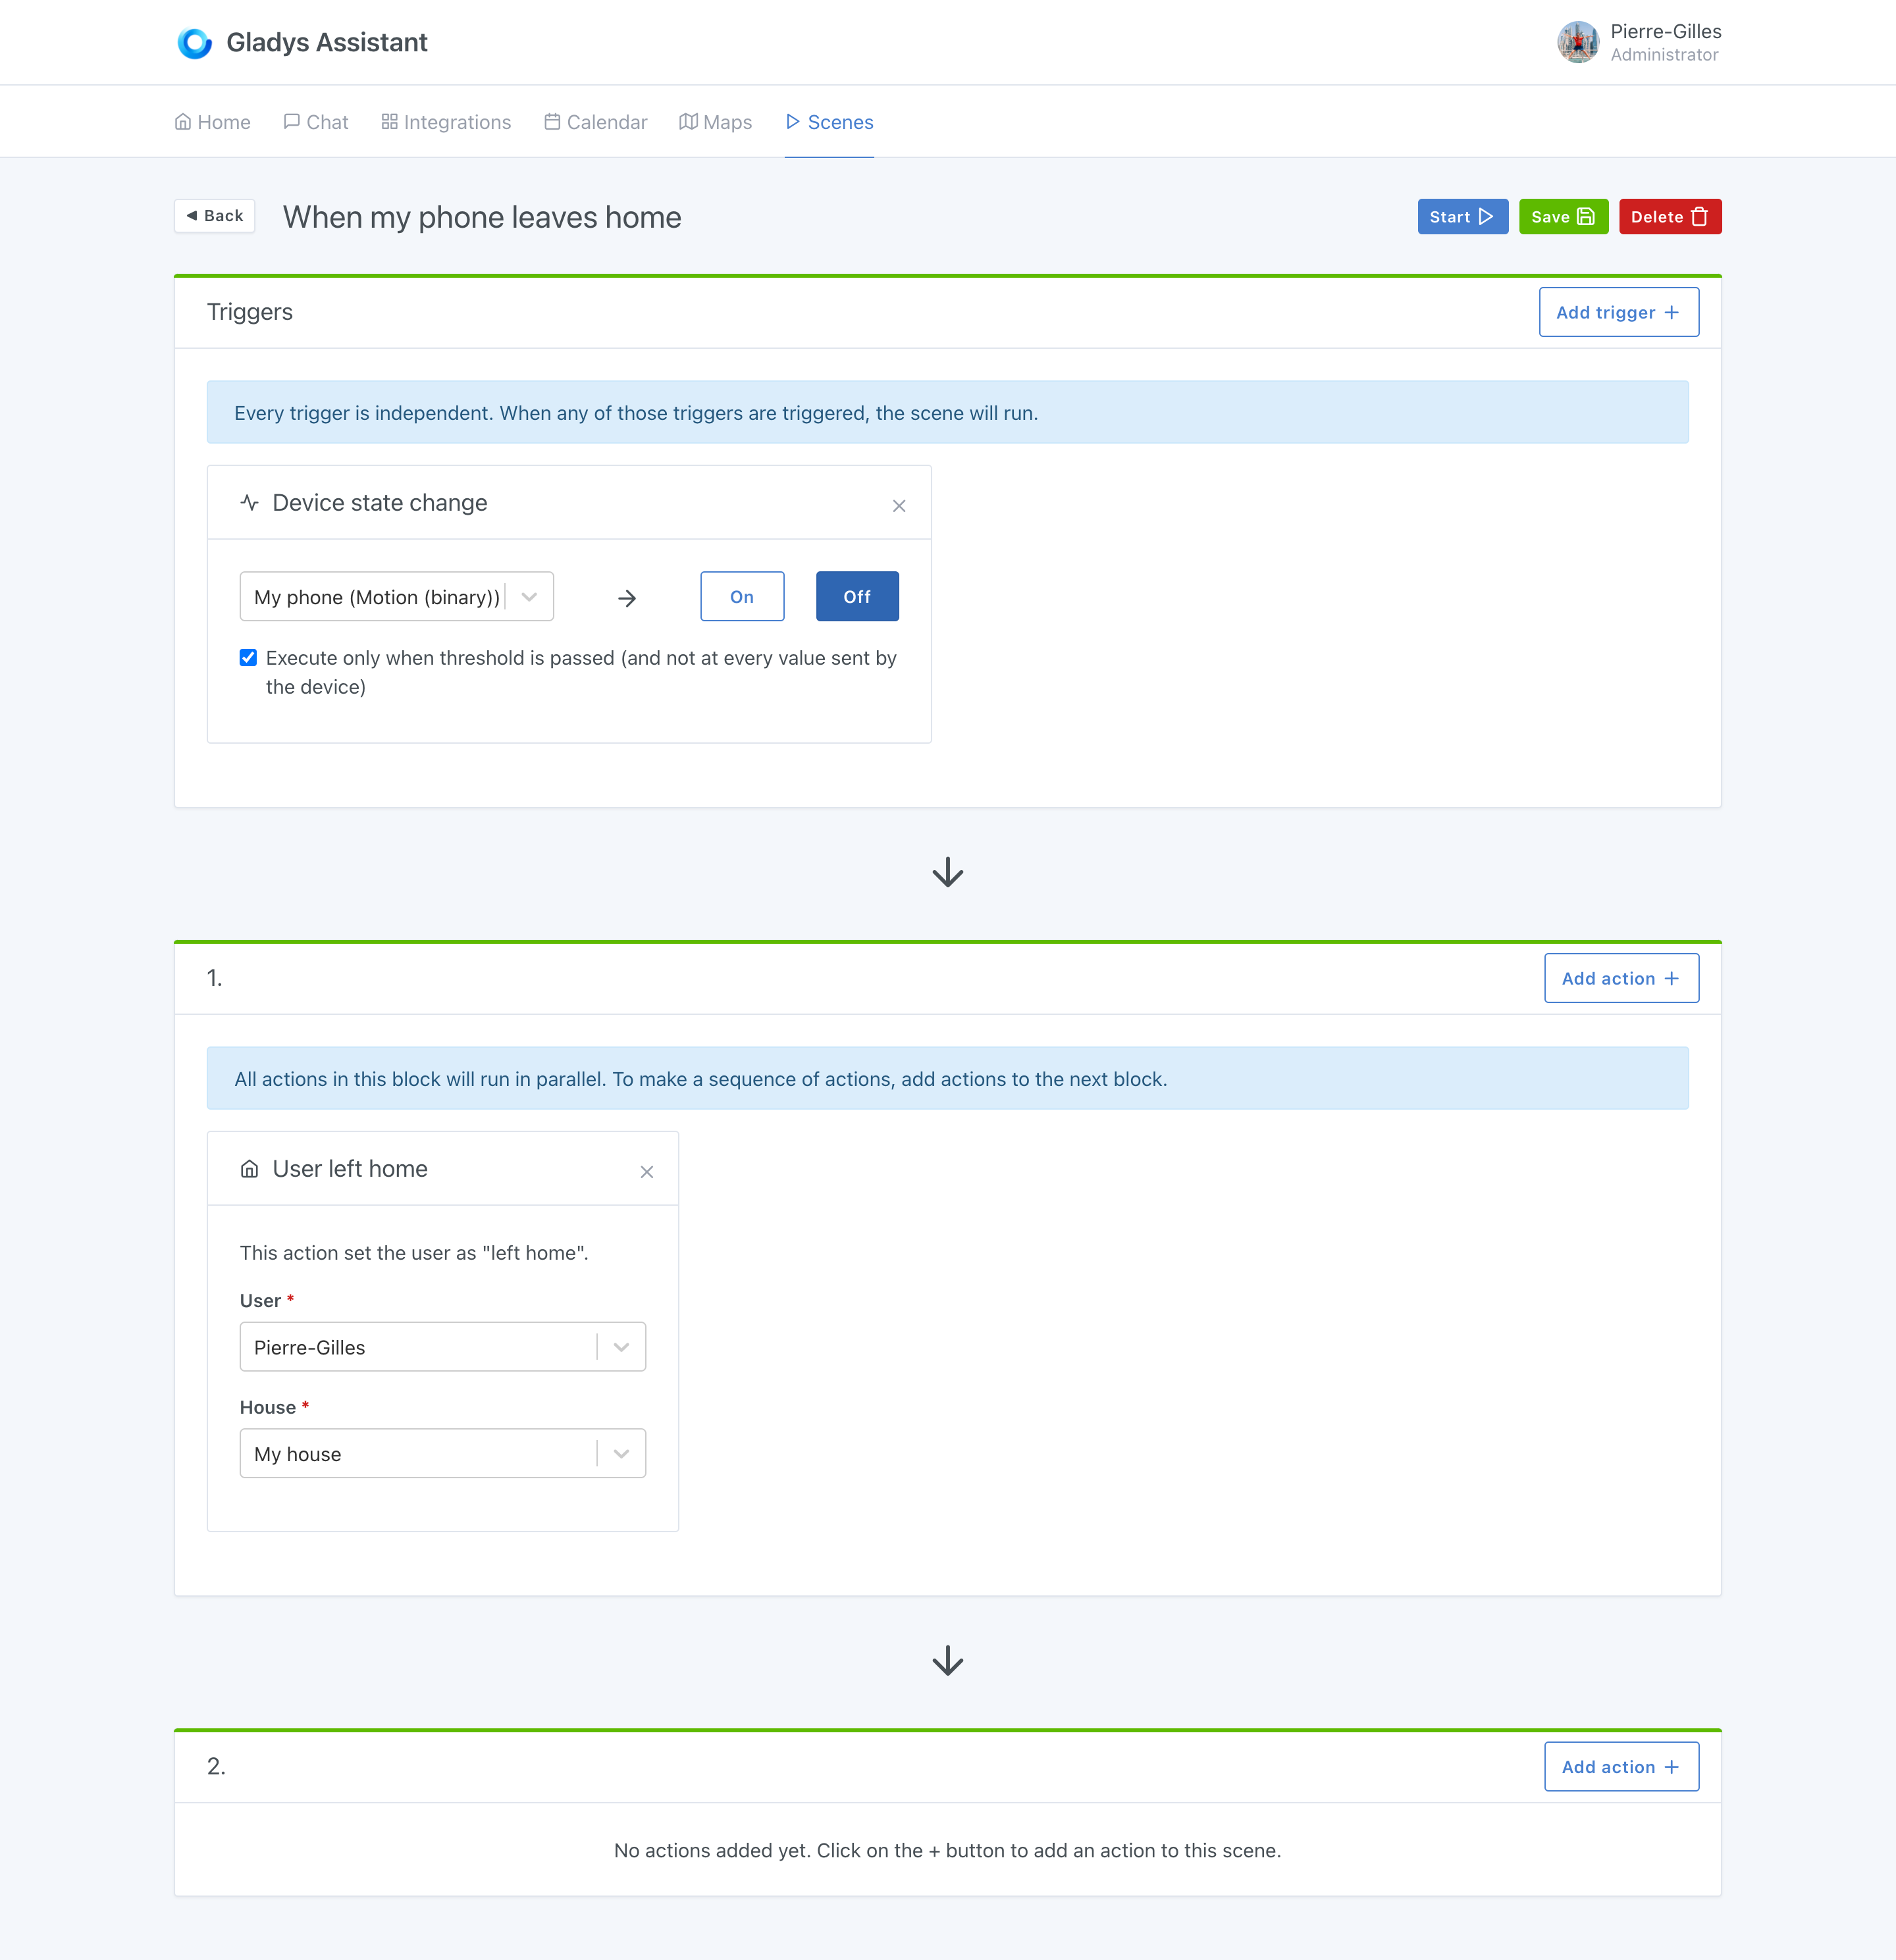 Gladys Assistant
Pierre-Gilles
Administrator
Home
Chat
Integrations
Calendar
Maps
Scenes
Back
When my phone leaves home
Start
Save
Delete
Triggers
Add trigger +
Every trigger is independent. When any of those triggers are triggered, the scene will run.
Device state change
My phone (Motion (binary))
On
Off
Execute only when threshold is passed (and not at every value sent by
the device)
1.
Add action +
All actions in this block will run in parallel. To make a sequence of actions, add actions to the next block.
User left home
This action set the user as "left home".
User *
Pierre-Gilles
House *
My house
2.
Add action +
No actions added yet. Click on the + button to add an action to this scene.